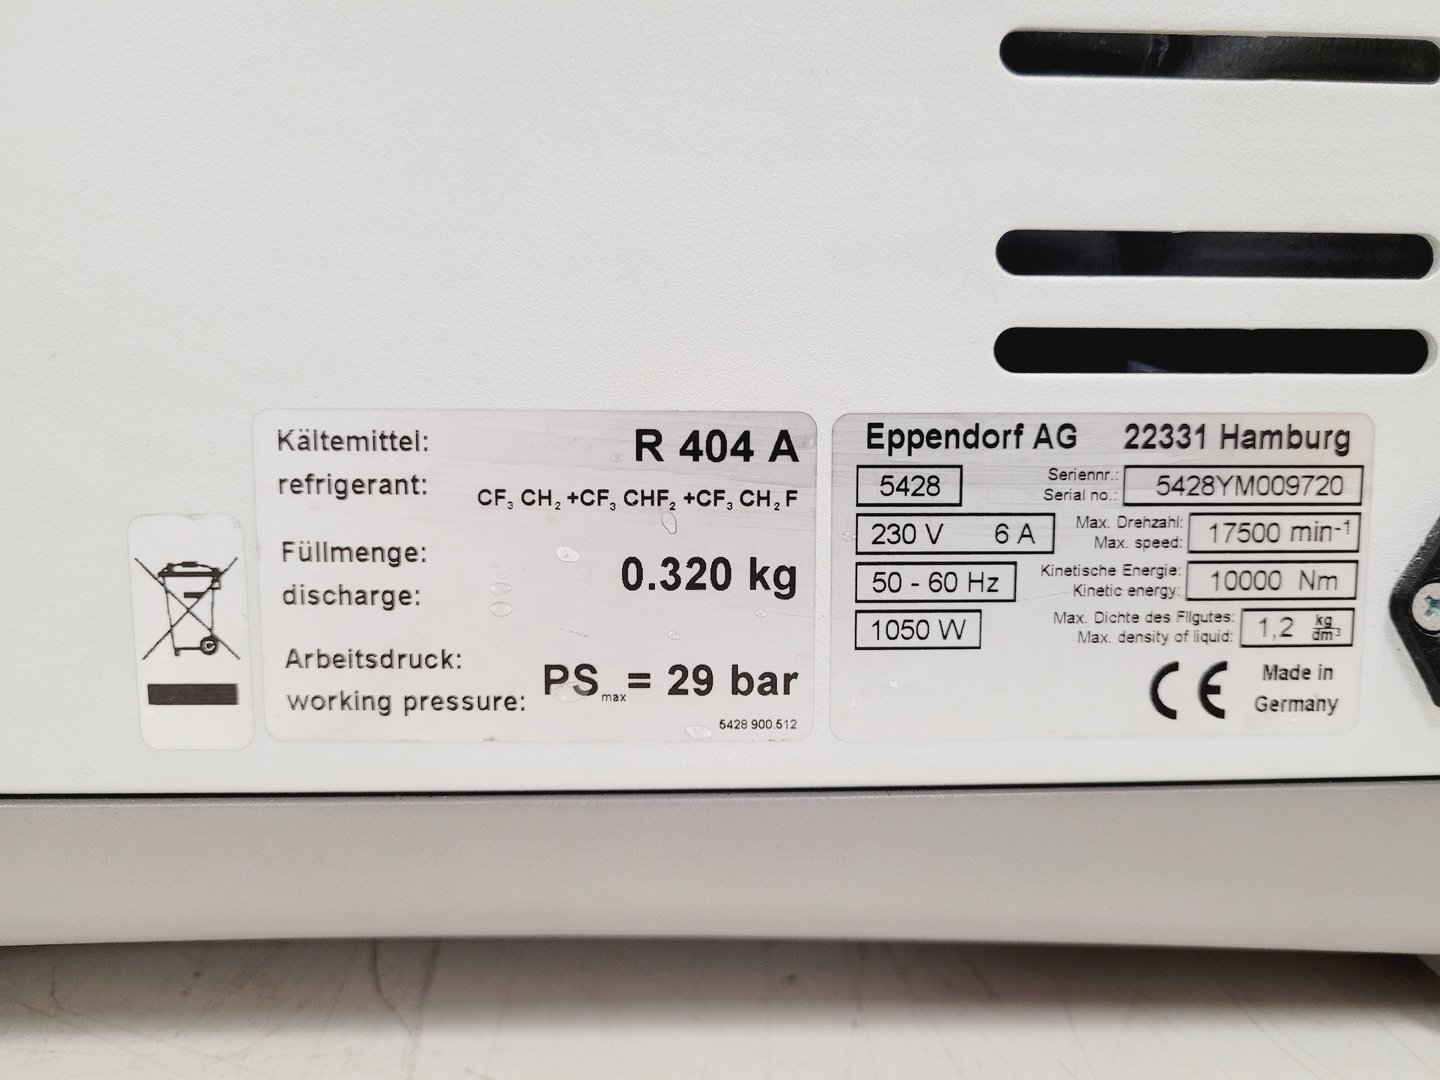 Kältemittel: R 404 A
refrigerant: CF₃ CH₂ +CF₃ CHF₂ +CF₃ CH₂ F
Füllmenge:
discharge: 0.320 kg
Arbeitsdruck:
working pressure: PSmax = 29 bar
5428 900.512
Eppendorf AG 22331 Hamburg
5428
Seriennr.:
Serial no.: 5428YM009720
230 V 6 A
Max. Drehzahl:
Max. speed: 17500 min⁻¹
50 - 60 Hz
Kinetische Energie:
Kinetic energy: 10000 Nm
1050 W
Max. Dichte des Fllgutes:
Max. density of liquid: 1,2 kg/dm³
CE Made in
Germany